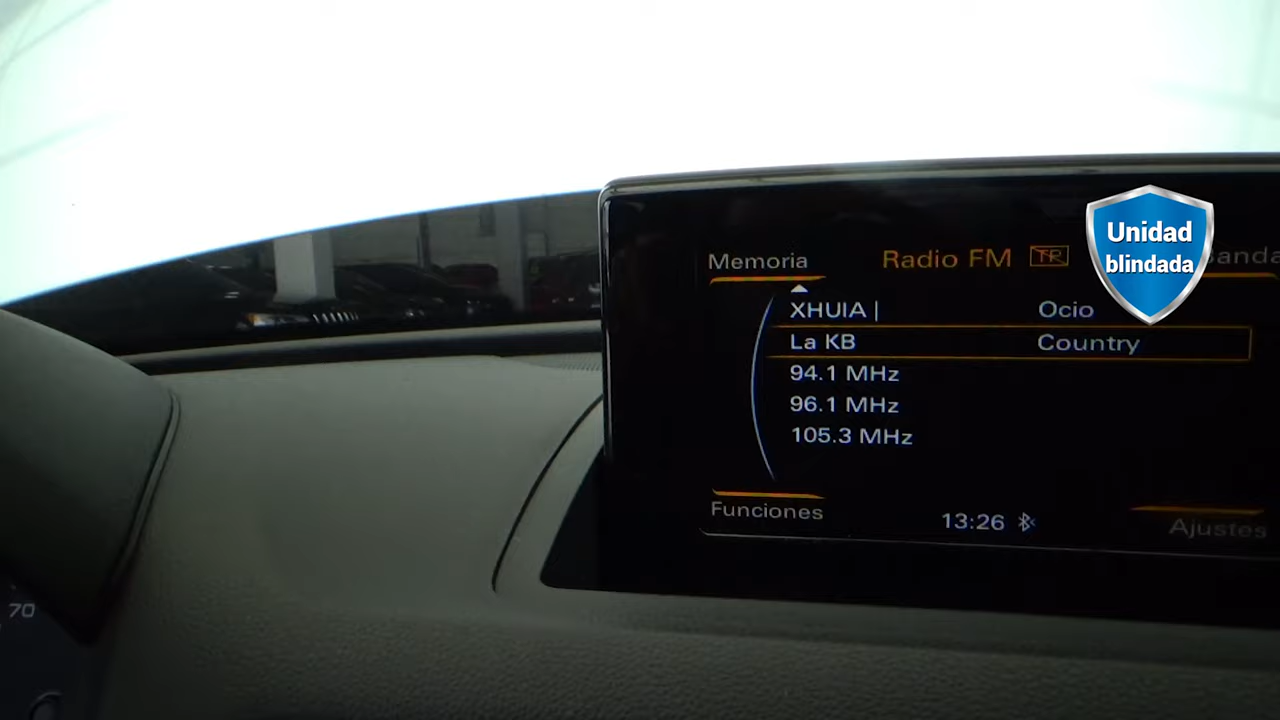 Unidad
blindada
Memoria
Radio FM TP
XHUIA | Ocio
La KB Country
94.1 MHz
96.1 MHz
105.3 MHz
Funciones
13:26
Ajustes
70